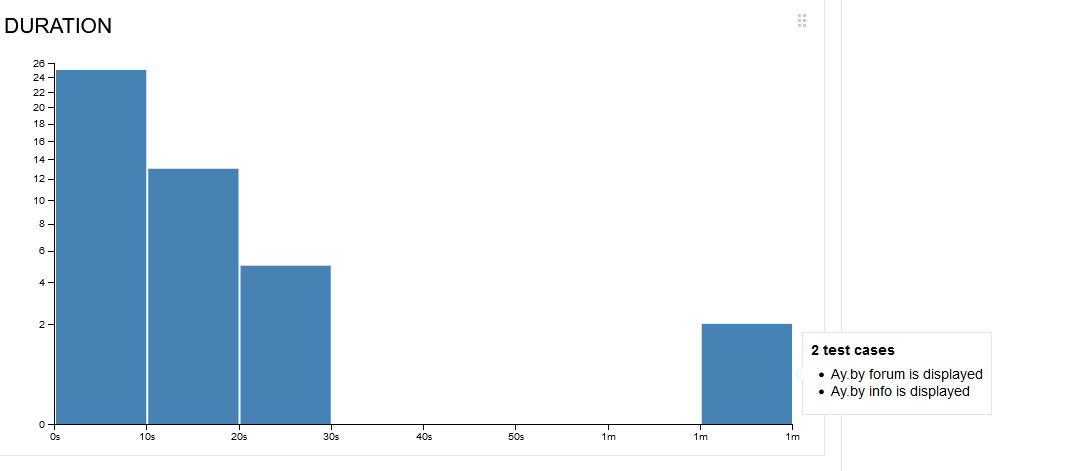 DURATION
26
24
22
20
18
16
14
12
10
8
6
4
2
0
0s 10s 20s 30s 40s 50s 1m 1m 1m
2 test cases
• Ay.by forum is displayed
• Ay.by info is displayed